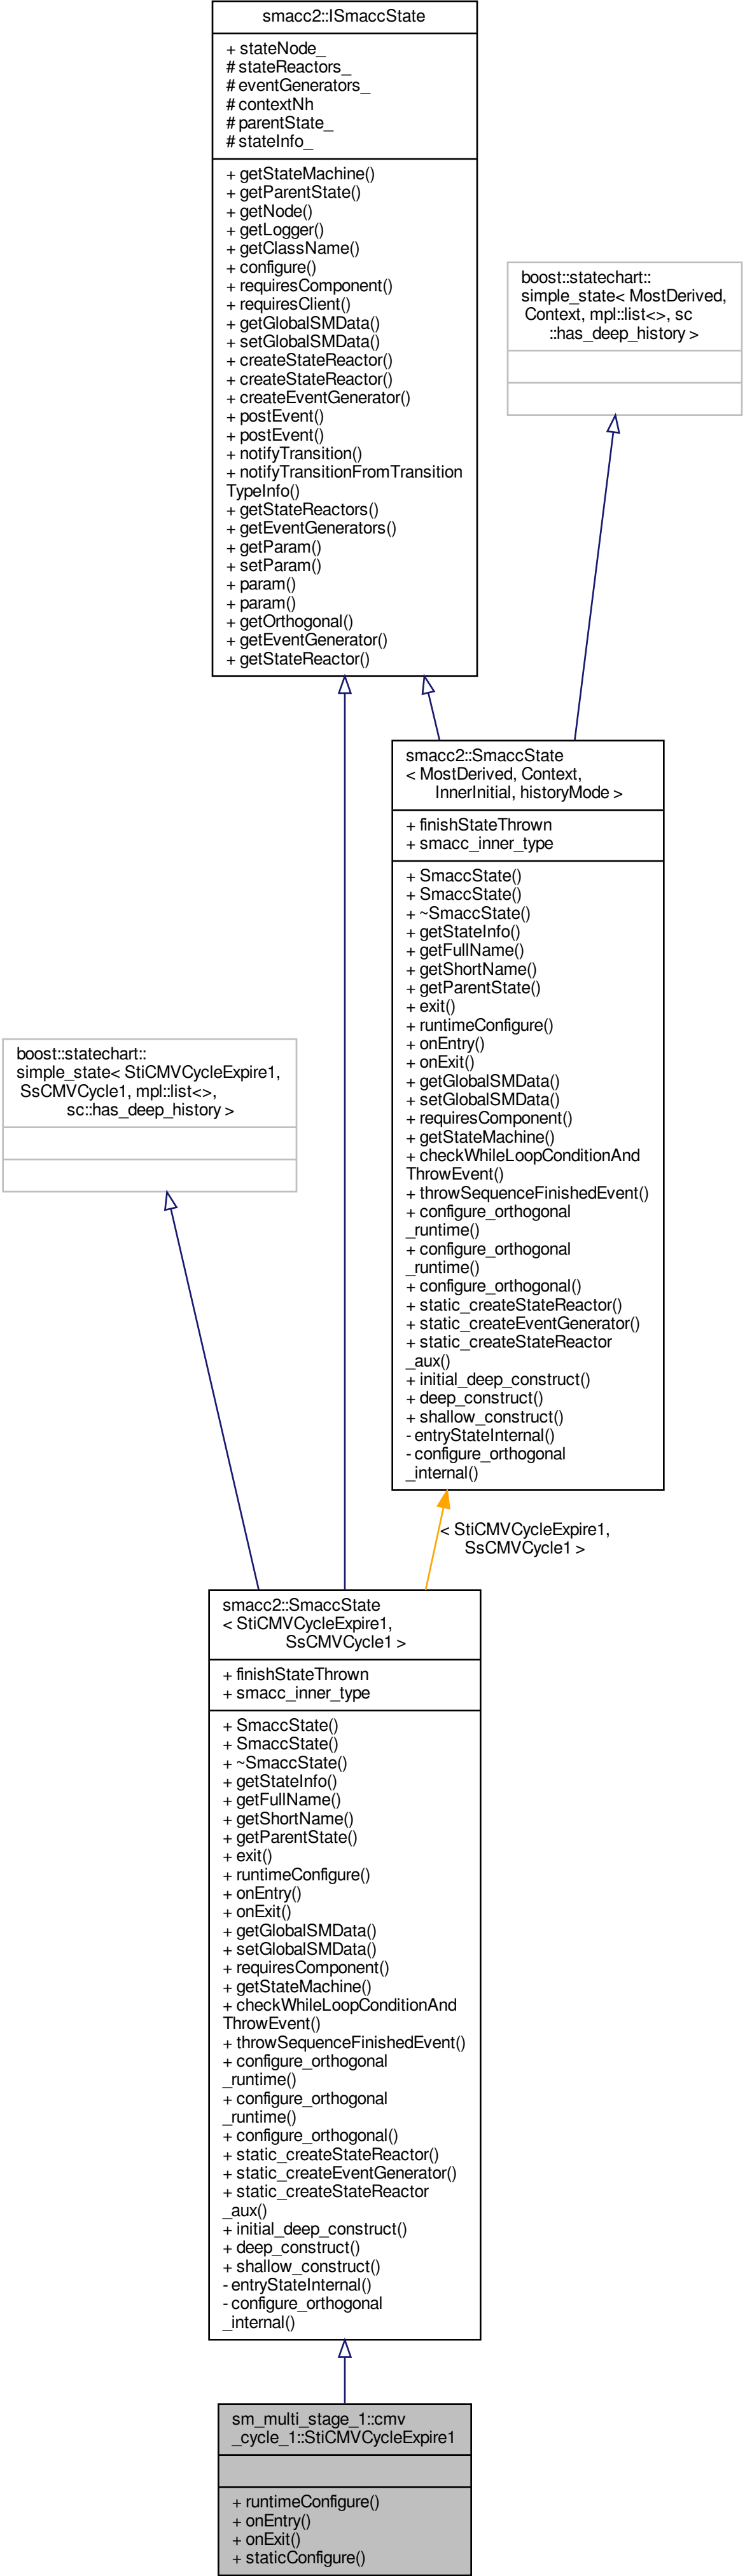 smacc2::ISmaccState
+ stateNode_
# stateReactors_
# eventGenerators_
# contextNh
# parentState_
# stateInfo_
+ getStateMachine()
+ getParentState()
+ getNode()
+ getLogger()
+ getClassName()
+ configure()
+ requiresComponent()
+ requiresClient()
+ getGlobalSMData()
+ setGlobalSMData()
+ createStateReactor()
+ createStateReactor()
+ createEventGenerator()
+ postEvent()
+ postEvent()
+ notifyTransition()
+ notifyTransitionFromTransition
TypeInfo()
+ getStateReactors()
+ getEventGenerators()
+ getParam()
+ setParam()
+ param()
+ param()
+ getOrthogonal()
+ getEventGenerator()
+ getStateReactor()
boost::statechart::
simple_state< MostDerived,
Context, mpl::list<>, sc
::has_deep_history >
smacc2::SmaccState
< MostDerived, Context,
InnerInitial, historyMode >
+ finishStateThrown
+ smacc_inner_type
+ SmaccState()
+ SmaccState()
+ ~SmaccState()
+ getStateInfo()
+ getFullName()
+ getShortName()
+ getParentState()
+ exit()
+ runtimeConfigure()
+ onEntry()
+ onExit()
+ getGlobalSMData()
+ setGlobalSMData()
+ requiresComponent()
+ getStateMachine()
+ checkWhileLoopConditionAnd
ThrowEvent()
+ throwSequenceFinishedEvent()
+ configure_orthogonal
_runtime()
+ configure_orthogonal
_runtime()
+ configure_orthogonal()
+ static_createStateReactor()
+ static_createEventGenerator()
+ static_createStateReactor
_aux()
+ initial_deep_construct()
+ deep_construct()
+ shallow_construct()
- entryStateInternal()
- configure_orthogonal
_internal()
boost::statechart::
simple_state< StiCMVCycleExpire1,
SsCMVCycle1, mpl::list<>,
sc::has_deep_history >
< StiCMVCycleExpire1,
SsCMVCycle1 >
smacc2::SmaccState
< StiCMVCycleExpire1,
SsCMVCycle1 >
+ finishStateThrown
+ smacc_inner_type
+ SmaccState()
+ SmaccState()
+ ~SmaccState()
+ getStateInfo()
+ getFullName()
+ getShortName()
+ getParentState()
+ exit()
+ runtimeConfigure()
+ onEntry()
+ onExit()
+ getGlobalSMData()
+ setGlobalSMData()
+ requiresComponent()
+ getStateMachine()
+ checkWhileLoopConditionAnd
ThrowEvent()
+ throwSequenceFinishedEvent()
+ configure_orthogonal
_runtime()
+ configure_orthogonal
_runtime()
+ configure_orthogonal()
+ static_createStateReactor()
+ static_createEventGenerator()
+ static_createStateReactor
_aux()
+ initial_deep_construct()
+ deep_construct()
+ shallow_construct()
- entryStateInternal()
- configure_orthogonal
_internal()
sm_multi_stage_1::cmv
_cycle_1::StiCMVCycleExpire1
+ runtimeConfigure()
+ onEntry()
+ onExit()
+ staticConfigure()